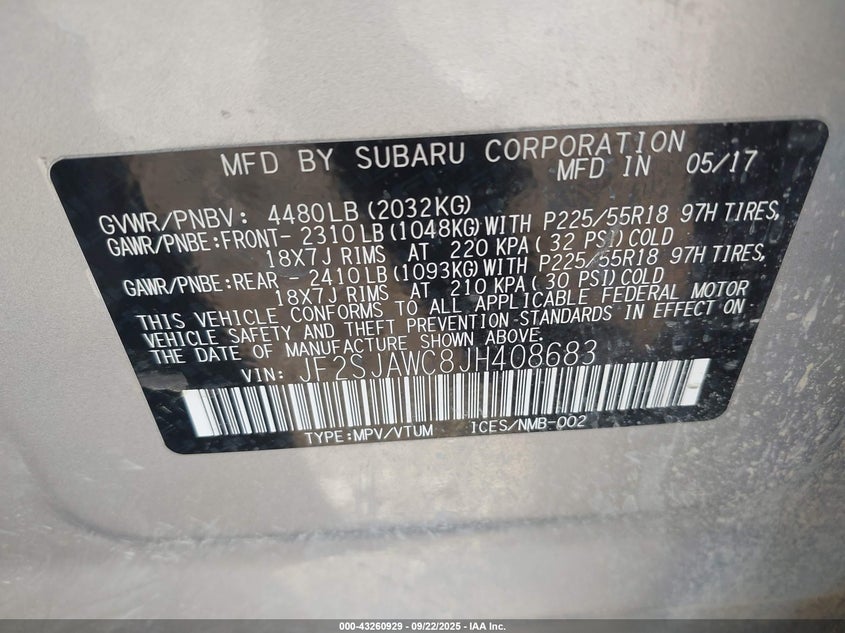 MFD BY SUBARU CORPORATION
MFD IN 05/17
GVWR/PNBV: 4480LB(2032KG)
GAWR/PNBE:FRONT- 2310LB(1048KG)WITH P225/55R18 97H TIRES,
18X7J RIMS AT 220 KPA( 32 PSI)COLD
GAWR/PNBE:REAR - 2410LB(1093KG)WITH P225/55R18 97H TIRES,
18X7J RIMS AT 210 KPA( 30 PSI)COLD
THIS VEHICLE CONFORMS TO ALL APPLICABLE FEDERAL MOTOR
VEHICLE SAFETY AND THEFT PREVENTION STANDARDS IN EFFECT ON
THE DATE OF MANUFACTURE SHOWN ABOVE.
VIN: JF2SJAWC8JH408683
TYPE:MPV/VTUM ICES/NMB-002
000-43260929 - 09/22/2025 - IAA Inc.